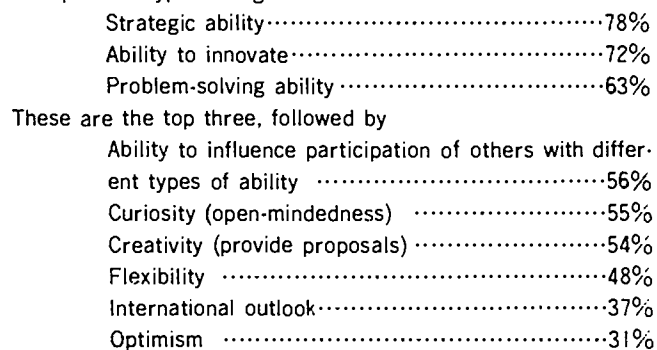 Strategic ability········································78%
Ability to innovate·····································72%
Problem-solving ability ································63%
These are the top three, followed by
Ability to influence participation of others with differ-
ent types of ability ···································56%
Curiosity (open-mindedness) ························55%
Creativity (provide proposals) ·······················54%
Flexibility ··············································48%
International outlook··································37%
Optimism ··············································31%